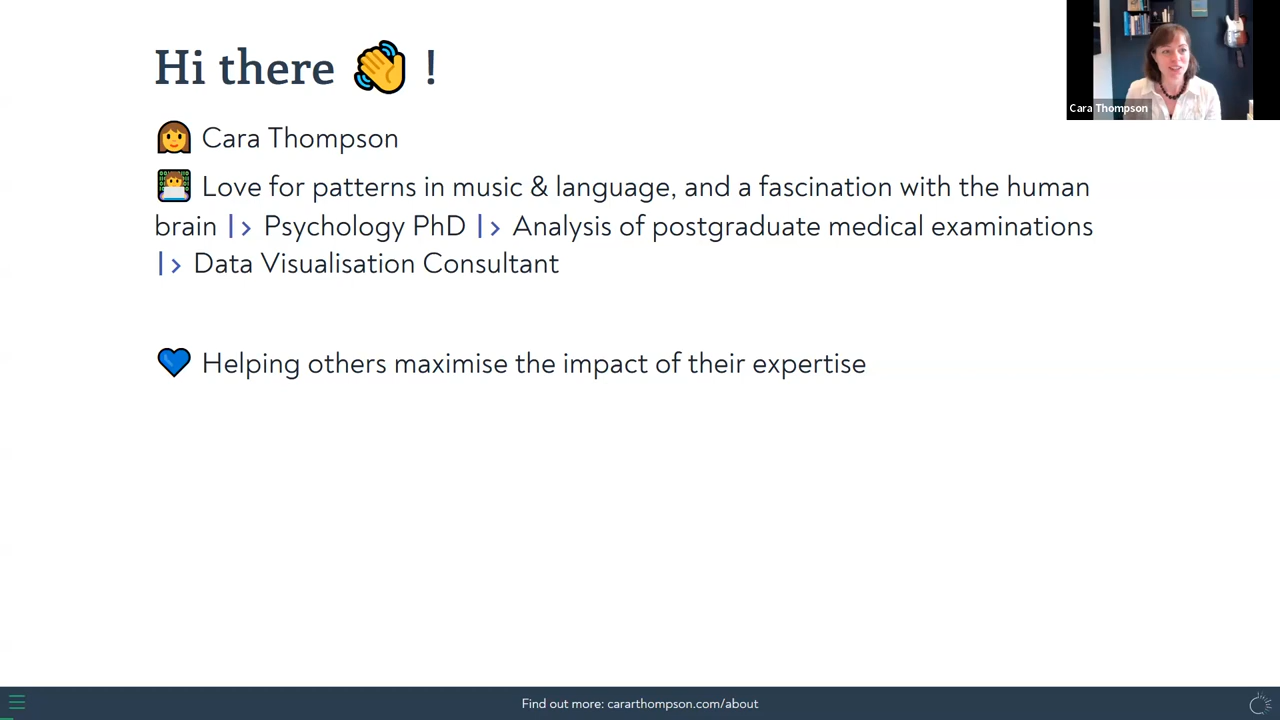 Hi there 👋 !
Cara Thompson
Cara Thompson
Love for patterns in music & language, and a fascination with the human
brain |> Psychology PhD |> Analysis of postgraduate medical examinations
|> Data Visualisation Consultant
Helping others maximise the impact of their expertise
Find out more: cararthompson.com/about